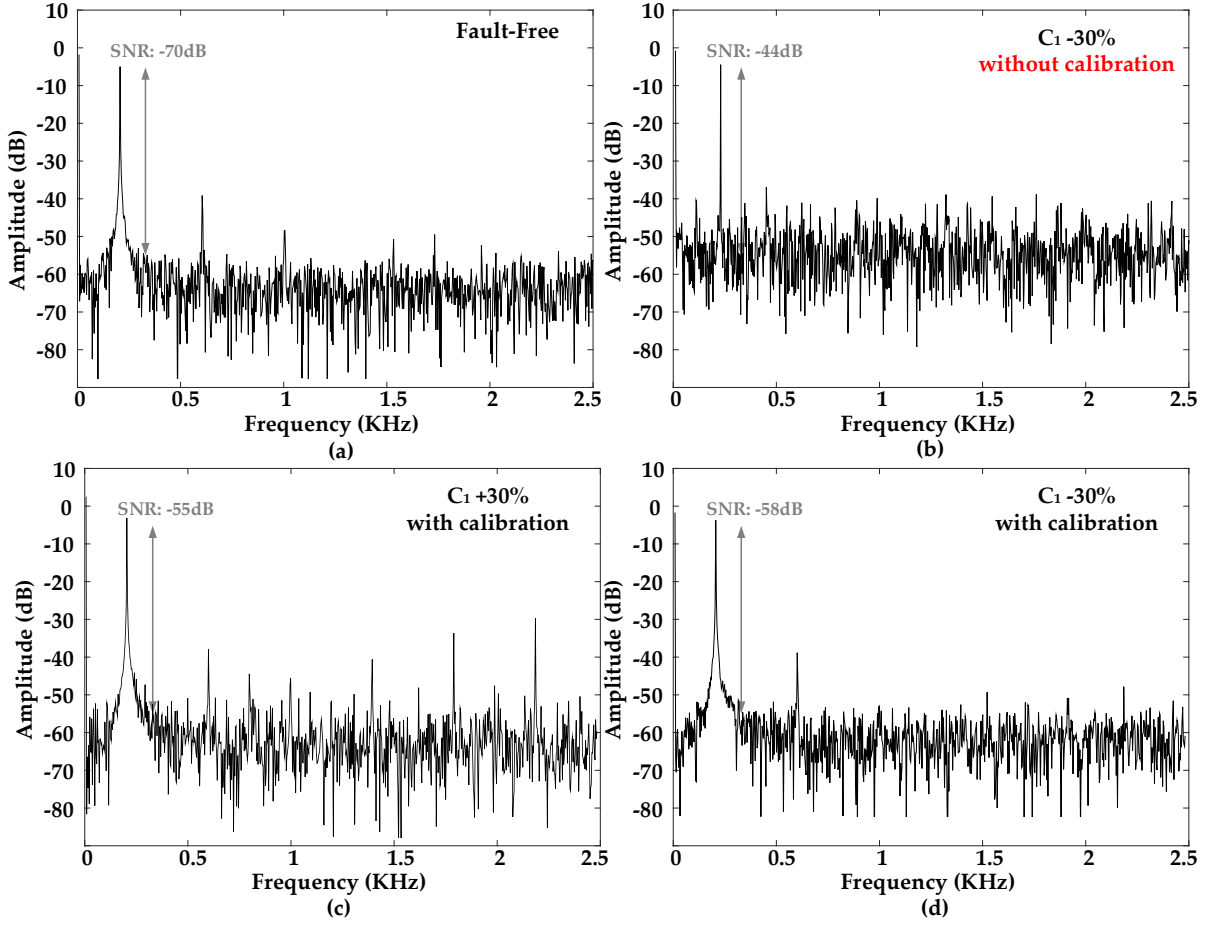 10
0
-10
-20
-30
-40
-50
-60
-70
-80
Amplitude (dB)
SNR: -70dB
Fault-Free
0 0.5 1 1.5 2 2.5
Frequency (KHz)
(a)
10
0
-10
-20
-30
-40
-50
-60
-70
-80
Amplitude (dB)
SNR: -44dB
C₁ -30%
without calibration
0 0.5 1 1.5 2 2.5
Frequency (KHz)
(b)
10
0
-10
-20
-30
-40
-50
-60
-70
-80
Amplitude (dB)
SNR: -55dB
C₁ +30%
with calibration
0 0.5 1 1.5 2 2.5
Frequency (KHz)
(c)
10
0
-10
-20
-30
-40
-50
-60
-70
-80
Amplitude (dB)
SNR: -58dB
C₁ -30%
with calibration
0 0.5 1 1.5 2 2.5
Frequency (KHz)
(d)